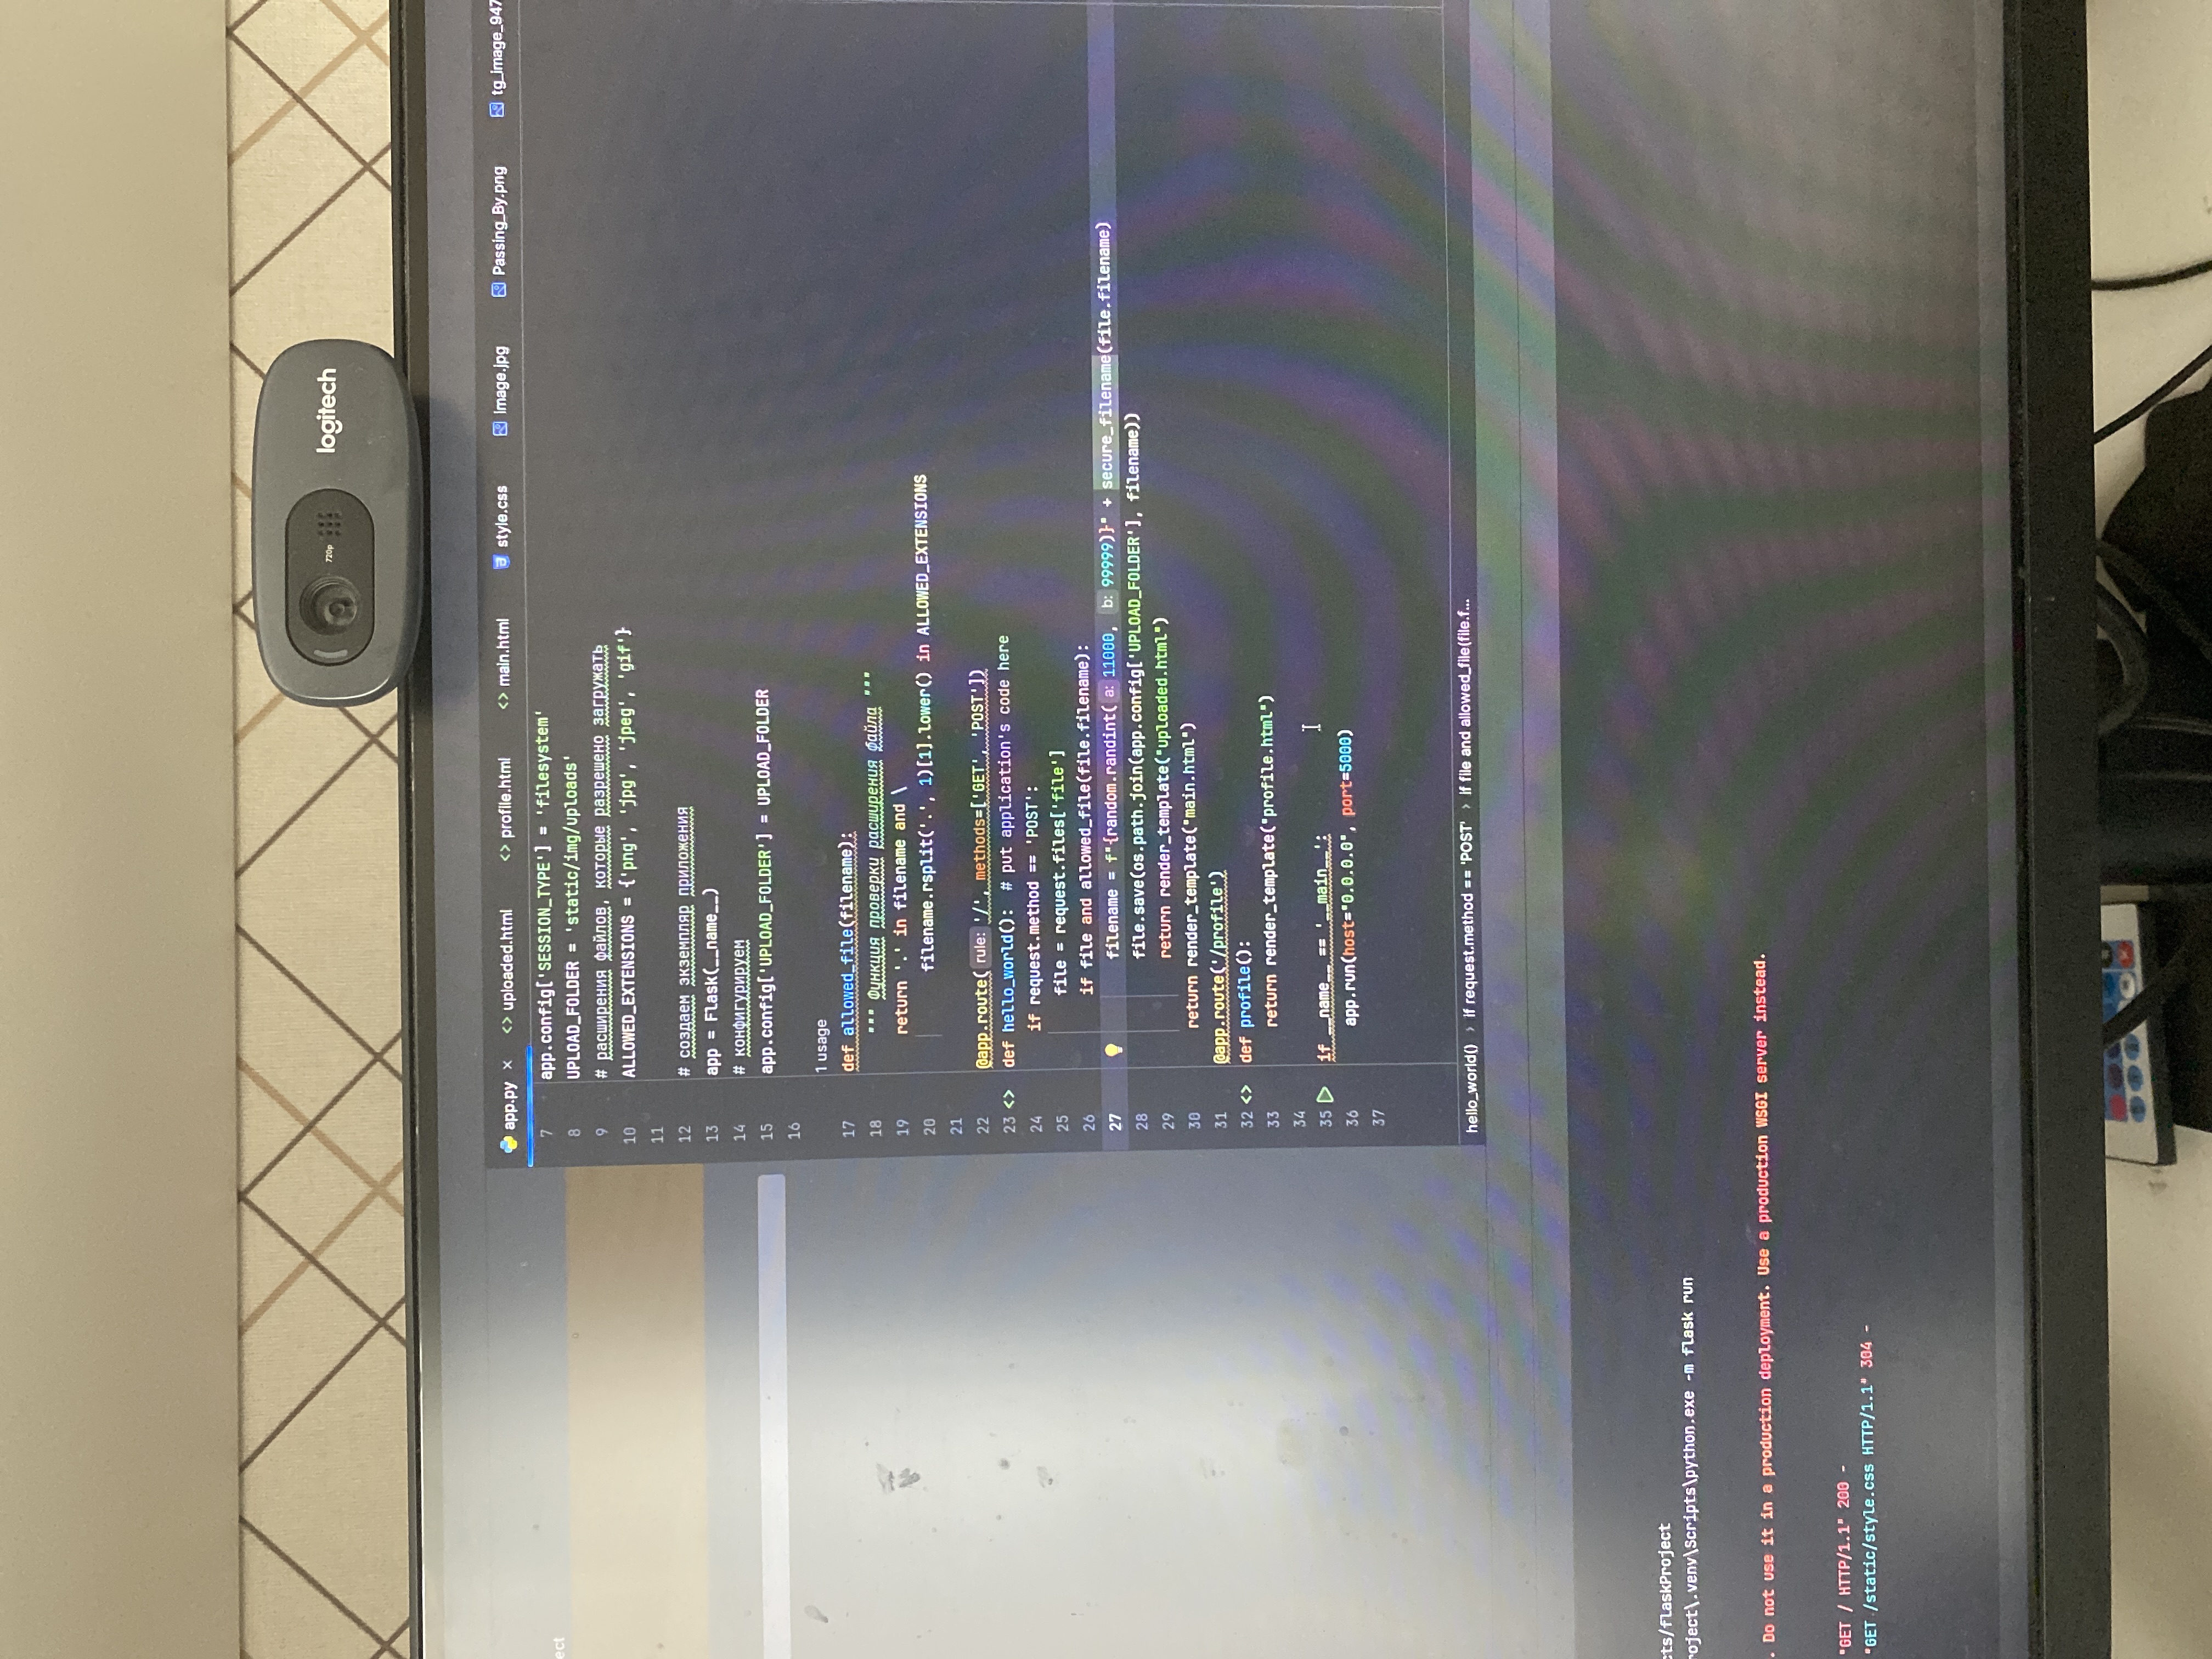 720p
logitech
ect
app.py × <> uploaded.html <> profile.html <> main.html style.css image.jpg Passing_By.png tg_image_947
7 app.config['SESSION_TYPE'] = 'filesystem'
8 UPLOAD_FOLDER = 'static/img/uploads'
9 # расширения файлов, которые разрешено загружать
10 ALLOWED_EXTENSIONS = {'png', 'jpg', 'jpeg', 'gif'}
11
12 # создаем экземпляр приложения
13 app = Flask(__name__)
14 # конфигурируем
15 app.config['UPLOAD_FOLDER'] = UPLOAD_FOLDER
16
1 usage
17 def allowed_file(filename):
18 """ Функция проверки расширения файла """
19 return '.' in filename and \
20 filename.rsplit('.', 1)[1].lower() in ALLOWED_EXTENSIONS
21
22 @app.route( rule: '/', methods=['GET', 'POST'])
23 <> def hello_world(): # put application's code here
24 if request.method == 'POST':
25 file = request.files['file']
26 if file and allowed_file(file.filename):
27 filename = f"{random.randint( a: 11000, b: 99999)}" + secure_filename(file.filename)
28 file.save(os.path.join(app.config['UPLOAD_FOLDER'], filename))
29 return render_template("uploaded.html")
30 return render_template("main.html")
31 @app.route('/profile')
32 <> def profile():
33 return render_template("profile.html")
34
35 if __name__ == '__main__':
36 app.run(host="0.0.0.0", port=5000)
37
hello_world() › if request.method == 'POST' › if file and allowed_file(file.f...
cts/flaskProject
roject\.venv\Scripts\python.exe -m flask run
. Do not use it in a production deployment. Use a production WSGI server instead.
"GET / HTTP/1.1" 200 -
"GET /static/style.css HTTP/1.1" 304 -